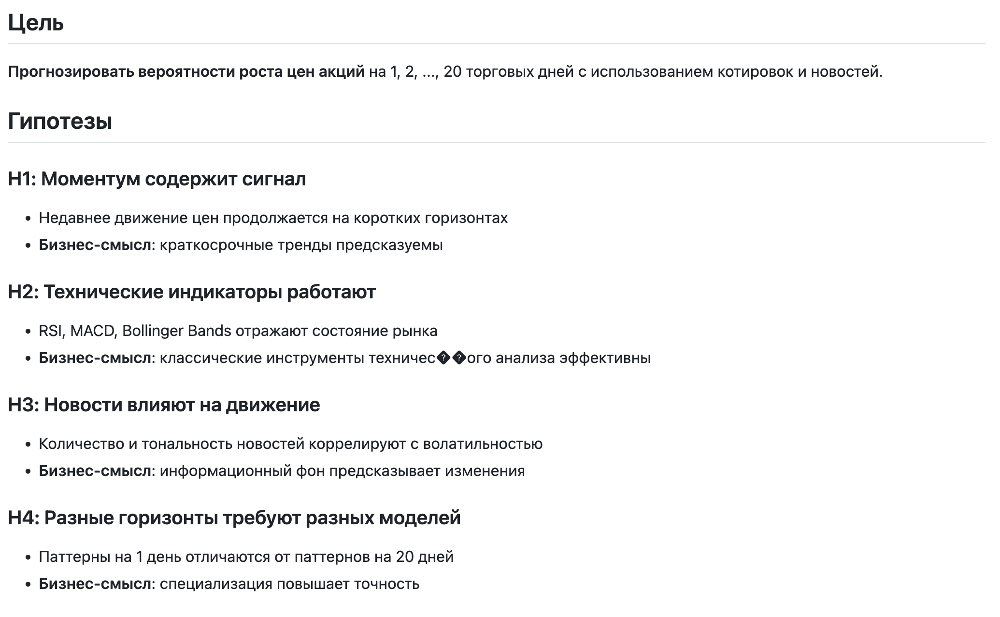 Цель
Прогнозировать вероятности роста цен акций на 1, 2, ..., 20 торговых дней с использованием котировок и новостей.
Гипотезы
H1: Моментум содержит сигнал
• Недавнее движение цен продолжается на коротких горизонтах
• Бизнес-смысл: краткосрочные тренды предсказуемы
H2: Технические индикаторы работают
• RSI, MACD, Bollinger Bands отражают состояние рынка
• Бизнес-смысл: классические инструменты техничес��ого анализа эффективны
H3: Новости влияют на движение
• Количество и тональность новостей коррелируют с волатильностью
• Бизнес-смысл: информационный фон предсказывает изменения
H4: Разные горизонты требуют разных моделей
• Паттерны на 1 день отличаются от паттернов на 20 дней
• Бизнес-смысл: специализация повышает точность